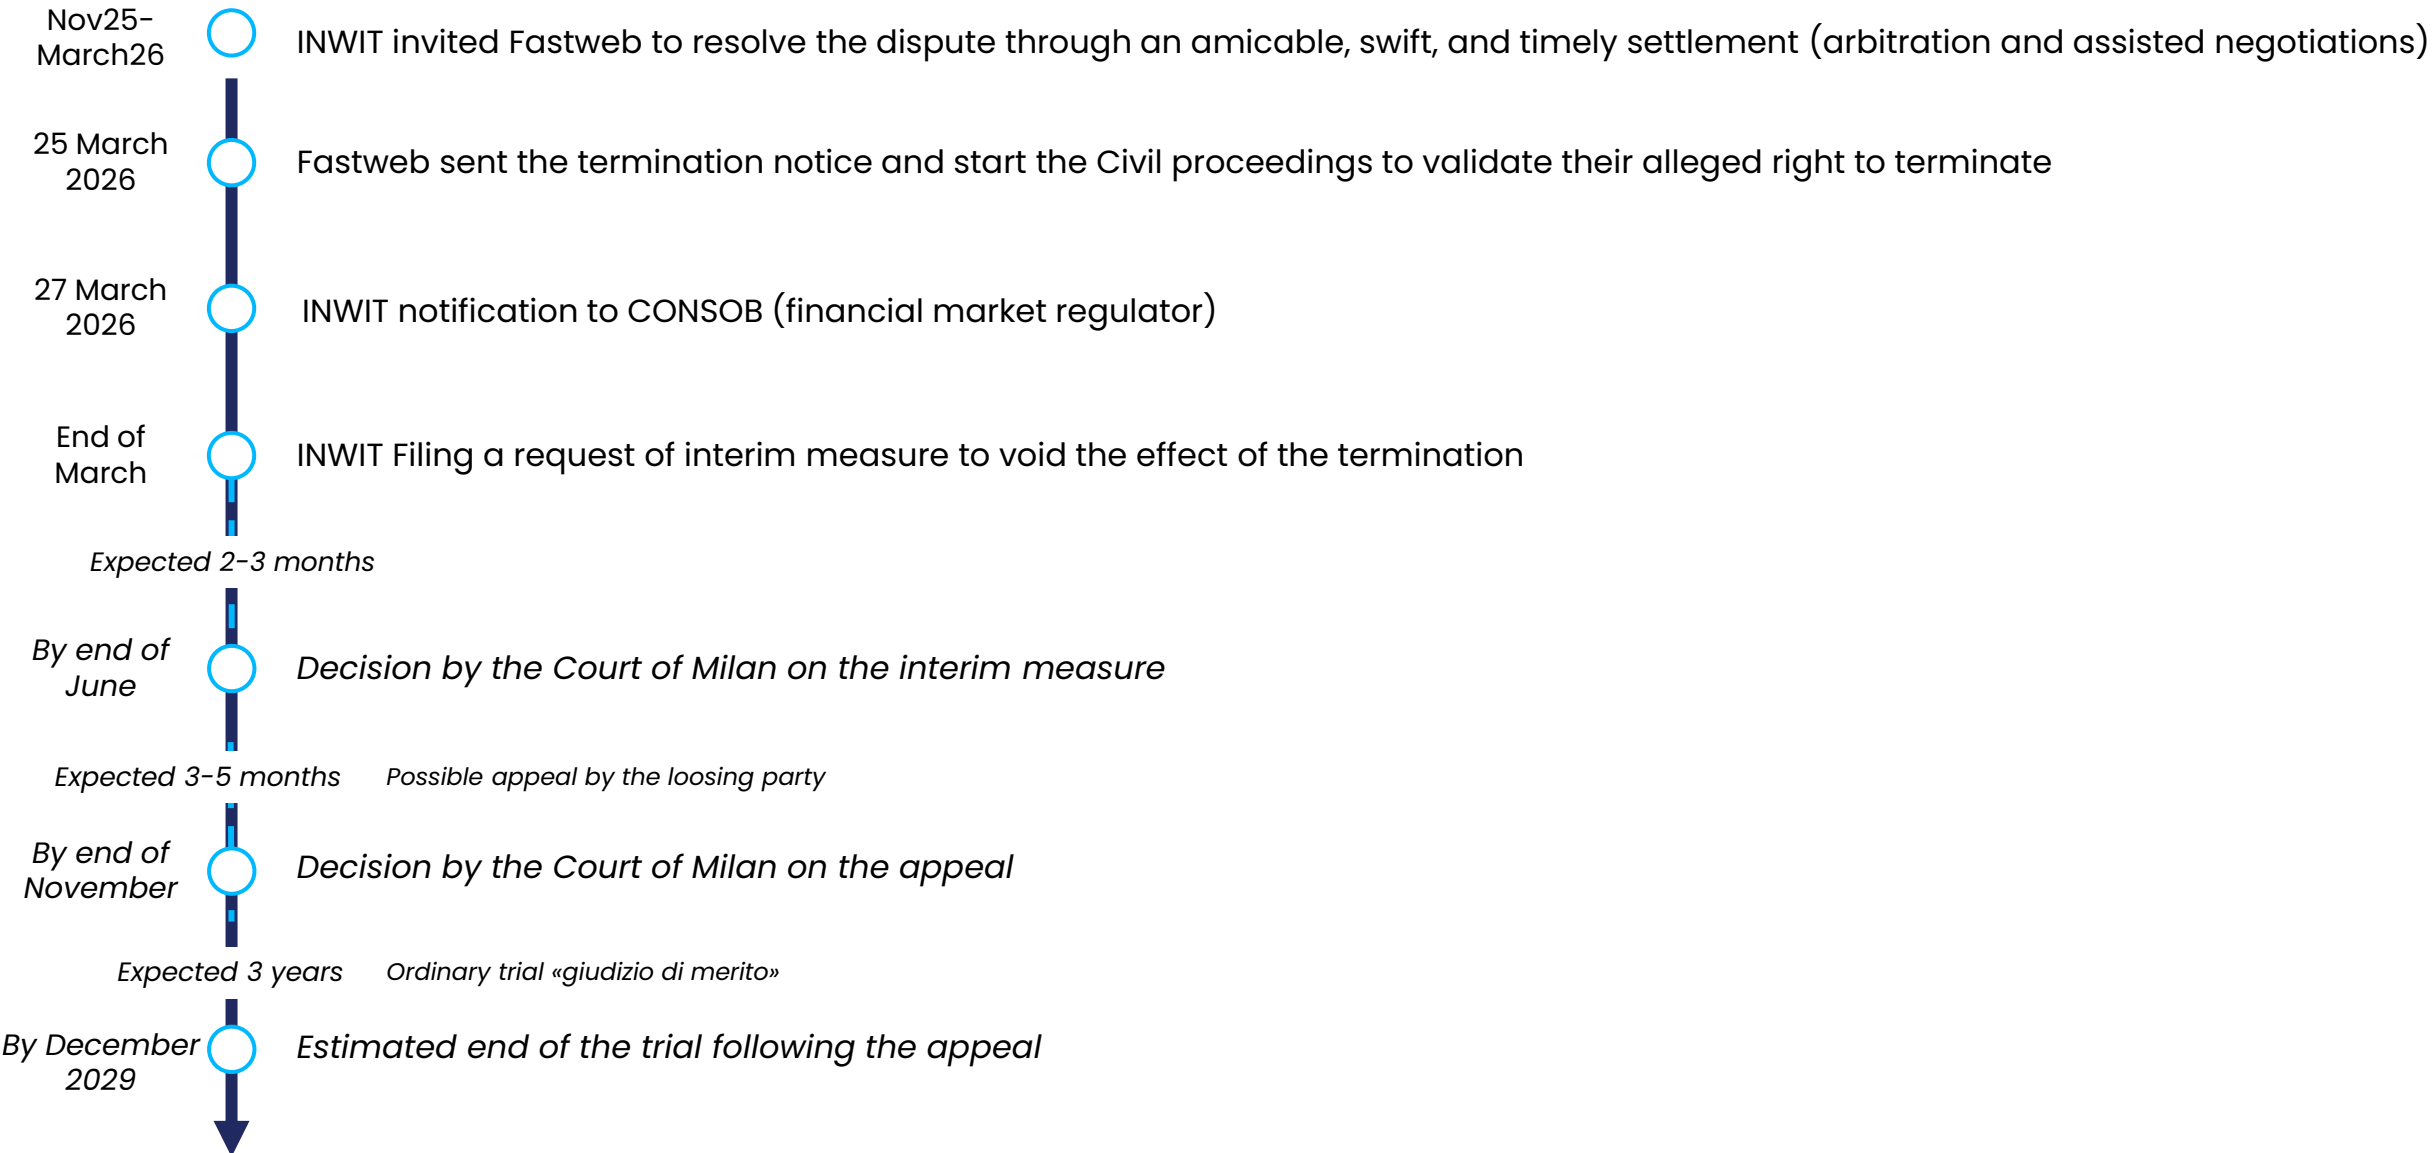 Nov25-
March26
INWIT invited Fastweb to resolve the dispute through an amicable, swift, and timely settlement (arbitration and assisted negotiations)
25 March
2026
Fastweb sent the termination notice and start the Civil proceedings to validate their alleged right to terminate
27 March
2026
INWIT notification to CONSOB (financial market regulator)
End of
March
INWIT Filing a request of interim measure to void the effect of the termination
Expected 2-3 months
By end of
June
Decision by the Court of Milan on the interim measure
Expected 3-5 months
Possible appeal by the loosing party
By end of
November
Decision by the Court of Milan on the appeal
Expected 3 years
Ordinary trial «giudizio di merito»
By December
2029
Estimated end of the trial following the appeal